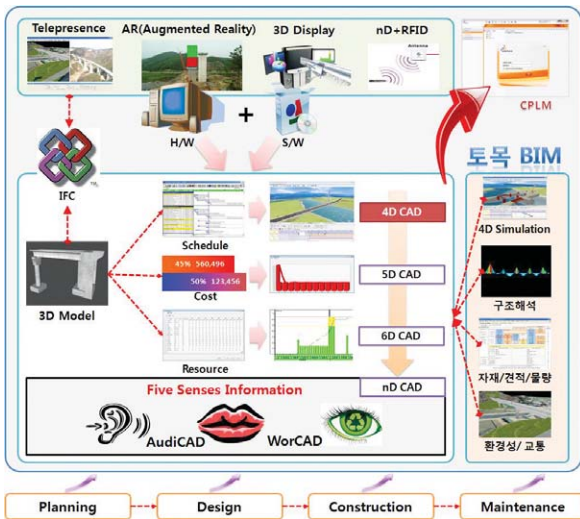 Telepresence
AR(Augmented Reality)
3D Display
nD+RFID
Antenna
CPLM
H/W
+
S/W
토목 BIM
IFC
Schedule
4D CAD
4D Simulation
45% 560,496
50% 123,456
Cost
5D CAD
구조해석
3D Model
Resource
6D CAD
자재/견적/물량
nD CAD
Five Senses Information
AudiCAD
WorCAD
환경성/ 교통
Planning
Design
Construction
Maintenance